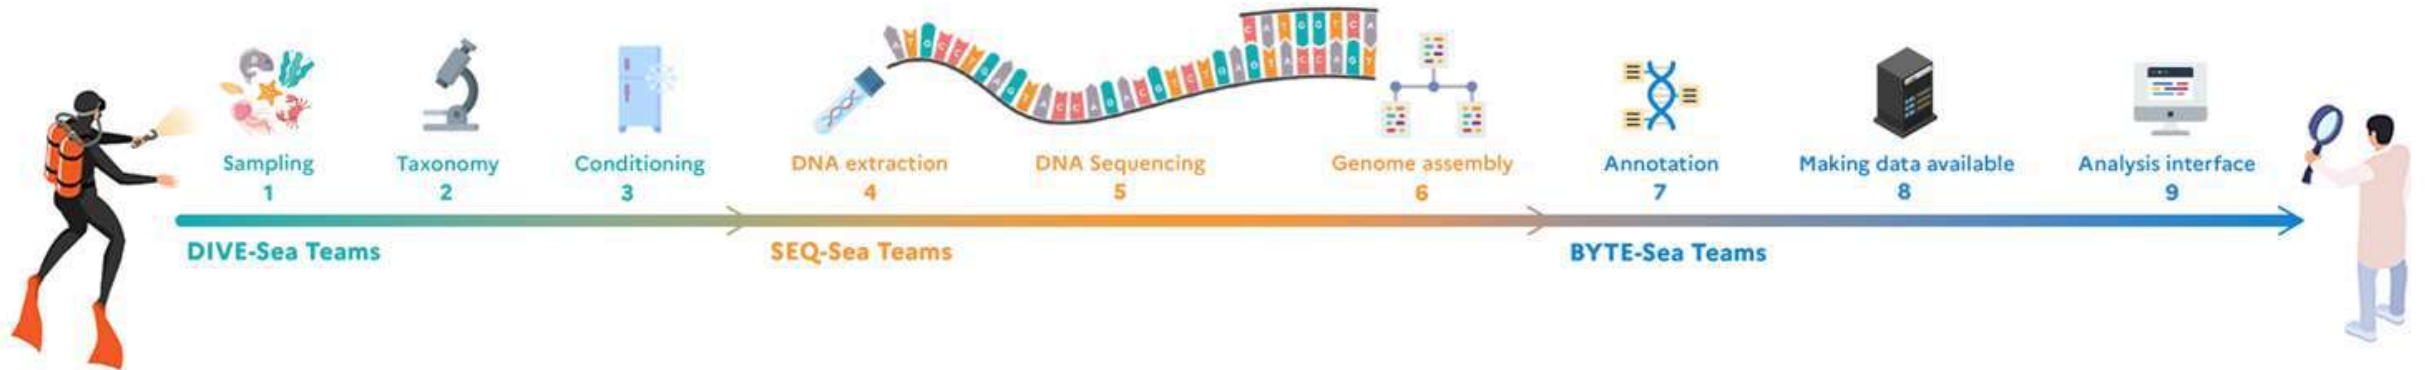 Sampling
1
Taxonomy
2
Conditioning
3
DNA extraction
4
DNA Sequencing
5
Genome assembly
6
Annotation
7
Making data available
8
Analysis interface
9
DIVE-Sea Teams
SEQ-Sea Teams
BYTE-Sea Teams